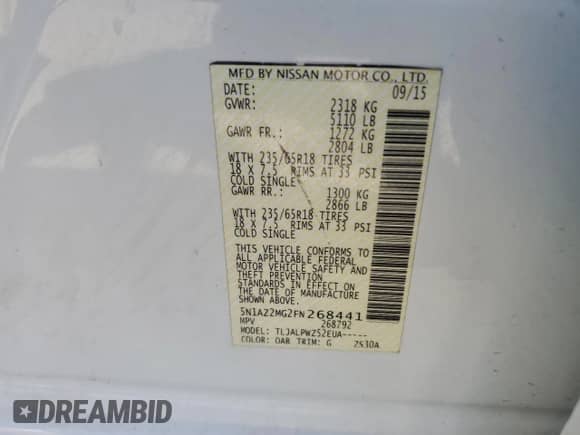 MFD BY NISSAN MOTOR CO., LTD.
DATE: 09/15
GVWR: 2318 KG
5110 LB
GAWR FR.: 1272 KG
2804 LB
WITH 235/65R18 TIRES
18 X 7.5 RIMS AT 33 PSI
COLD SINGLE
GAWR RR.: 1300 KG
2866 LB
WITH 235/65R18 TIRES
18 X 7.5 RIMS AT 33 PSI
COLD SINGLE
THIS VEHICLE CONFORMS TO
ALL APPLICABLE FEDERAL
MOTOR VEHICLE SAFETY AND
THEFT PREVENTION
STANDARDS IN EFFECT ON
THE DATE OF MANUFACTURE
SHOWN ABOVE.
5N1AZ2MG2FN268441
MPV 268792
MODEL: TLJALPWZ52EUA-----
COLOR: QAB TRIM: G 2S30A
DREAMBID